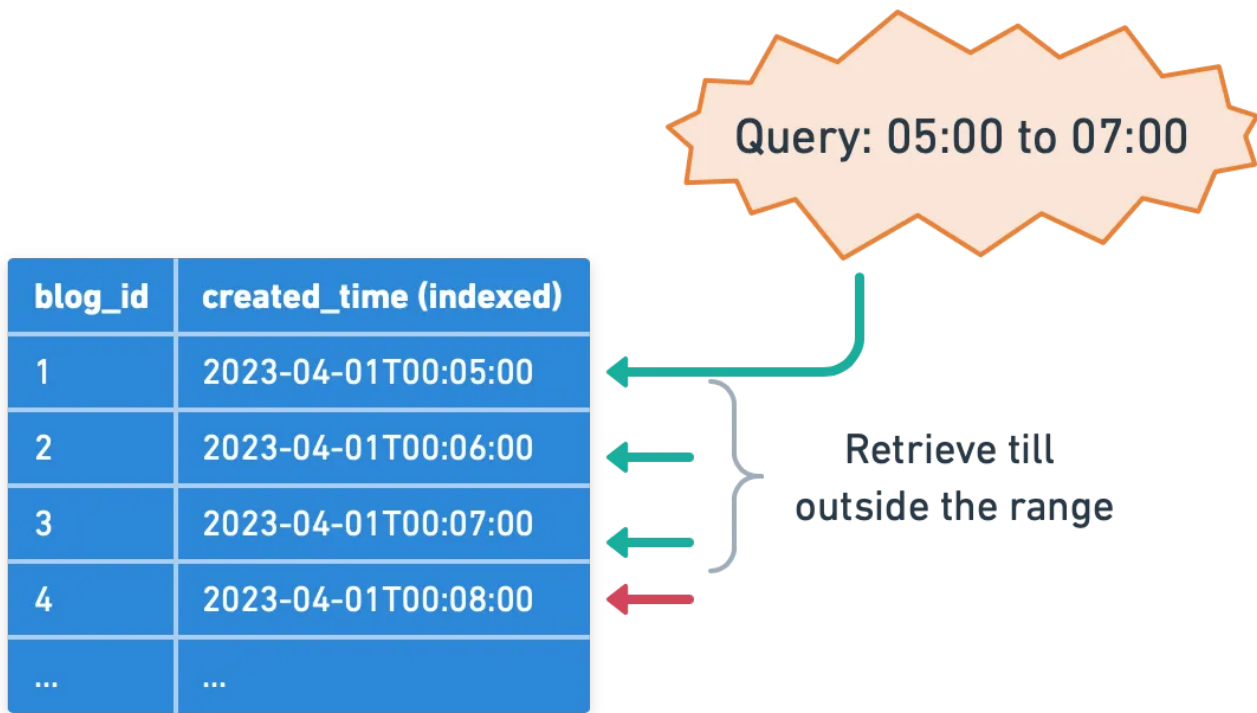 Query: 05:00 to 07:00
blog_id created_time (indexed)
1 2023-04-01T00:05:00
2 2023-04-01T00:06:00
3 2023-04-01T00:07:00
4 2023-04-01T00:08:00
... ...
Retrieve till
outside the range